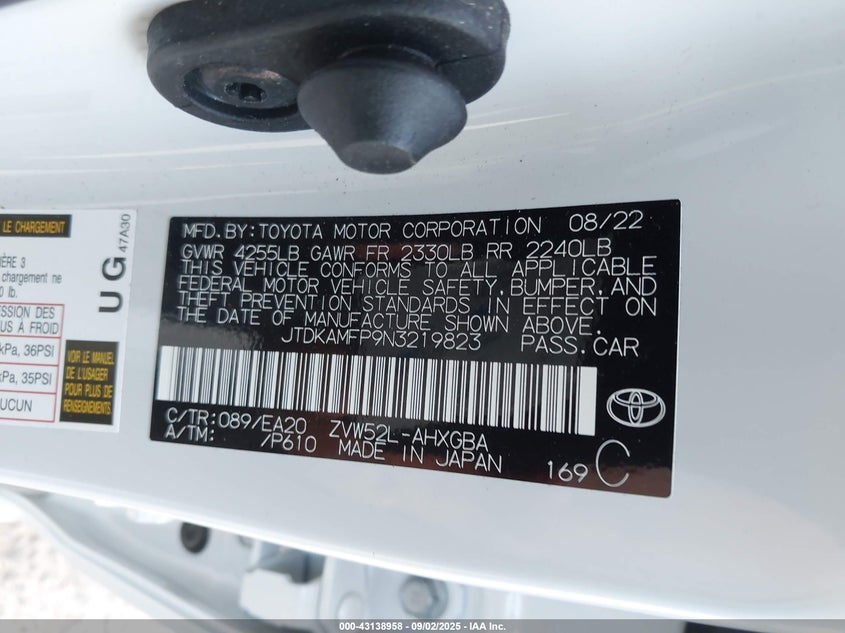 LE CHARGEMENT
IÈRE 3
chargement ne
0 lb.
ESSION DES
US À FROID
kPa, 36PSI
kPa, 35PSI
UCUN
VOIR LE MANUEL
DE L'USAGER
POUR PLUS DE
RENSEIGNEMENTS
UG
47A30
MFD. BY: TOYOTA MOTOR CORPORATION 08/22
GVWR 4255LB GAWR FR 2330LB RR 2240LB
THIS VEHICLE CONFORMS TO ALL APPLICABLE
FEDERAL MOTOR VEHICLE SAFETY, BUMPER, AND
THEFT PREVENTION STANDARDS IN EFFECT ON
THE DATE OF MANUFACTURE SHOWN ABOVE.
JTDKAMFP9N3219823 PASS. CAR
C/TR: 089/EA20 ZVW52L-AHXGBA
A/TM: /P610 MADE IN JAPAN
169 C
000-43138958 - 09/02/2025 - IAA Inc.